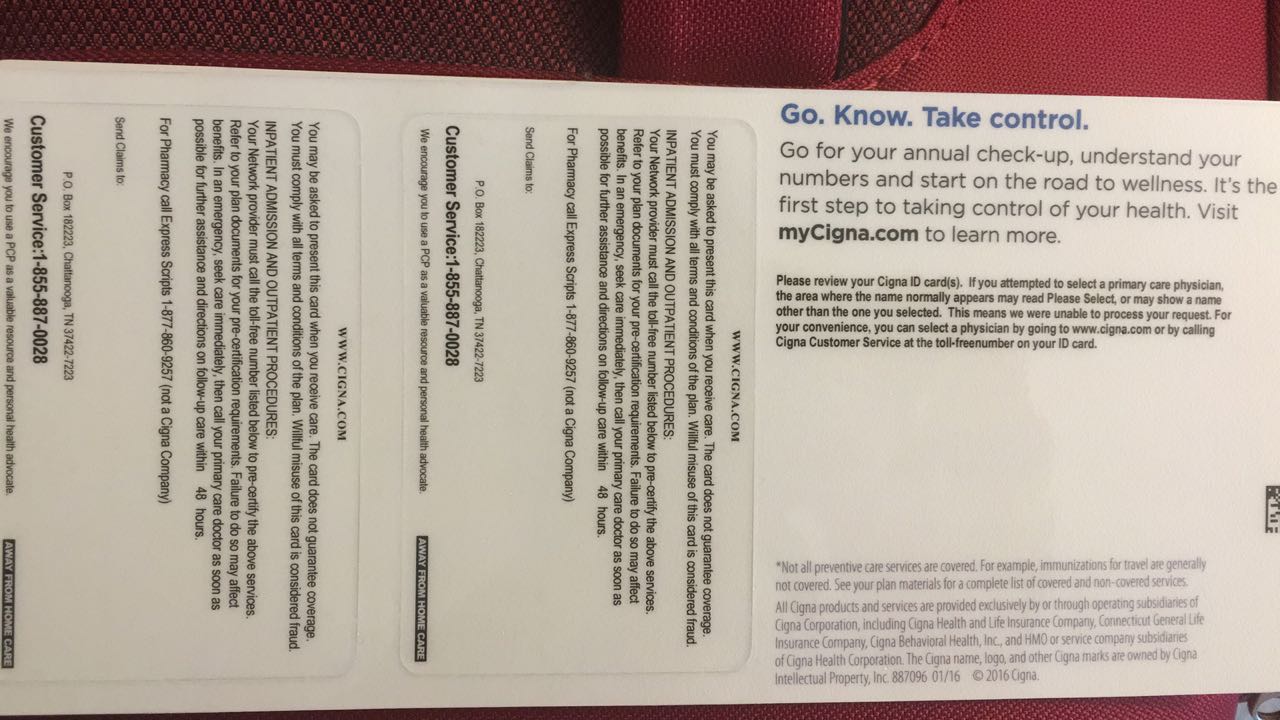 WWW.CIGNA.COM
You may be asked to present this card when you receive care. The card does not guarantee coverage.
You must comply with all terms and conditions of the plan. Willful misuse of this card is considered fraud.
INPATIENT ADMISSION AND OUTPATIENT PROCEDURES:
Your Network provider must call the toll-free number listed below to pre-certify the above services.
Refer to your plan documents for your pre-certification requirements. Failure to do so may affect
benefits. In an emergency, seek care immediately, then call your primary care doctor as soon as
possible for further assistance and directions on follow-up care within 48 hours.
For Pharmacy call Express Scripts 1-877-860-9257 (not a Cigna Company)
Send Claims to:
P.O. Box 182223, Chattanooga, TN 37422-7223
Customer Service:1-855-887-0028
We encourage you to use a PCP as a valuable resource and personal health advocate.
AWAY FROM HOME CARE
WWW.CIGNA.COM
You may be asked to present this card when you receive care. The card does not guarantee coverage.
You must comply with all terms and conditions of the plan. Willful misuse of this card is considered fraud.
INPATIENT ADMISSION AND OUTPATIENT PROCEDURES:
Your Network provider must call the toll-free number listed below to pre-certify the above services.
Refer to your plan documents for your pre-certification requirements. Failure to do so may affect
benefits. In an emergency, seek care immediately, then call your primary care doctor as soon as
possible for further assistance and directions on follow-up care within 48 hours.
For Pharmacy call Express Scripts 1-877-860-9257 (not a Cigna Company)
Send Claims to:
P.O. Box 182223, Chattanooga, TN 37422-7223
Customer Service:1-855-887-0028
We encourage you to use a PCP as a valuable resource and personal health advocate.
AWAY FROM HOME CARE
Go. Know. Take control.
Go for your annual check-up, understand your
numbers and start on the road to wellness. It's the
first step to taking control of your health. Visit
myCigna.com to learn more.
Please review your Cigna ID card(s). If you attempted to select a primary care physician,
the area where the name normally appears may read Please Select, or may show a name
other than the one you selected. This means we were unable to process your request. For
your convenience, you can select a physician by going to www.cigna.com or by calling
Cigna Customer Service at the toll-freenumber on your ID card.
*Not all preventive care services are covered. For example, immunizations for travel are generally
not covered. See your plan materials for a complete list of covered and non-covered services.
All Cigna products and services are provided exclusively by or through operating subsidiaries of
Cigna Corporation, including Cigna Health and Life Insurance Company, Connecticut General Life
Insurance Company, Cigna Behavioral Health, Inc., and HMO or service company subsidiaries
of Cigna Health Corporation. The Cigna name, logo, and other Cigna marks are owned by Cigna
Intellectual Property, Inc. 887096 01/16 © 2016 Cigna.